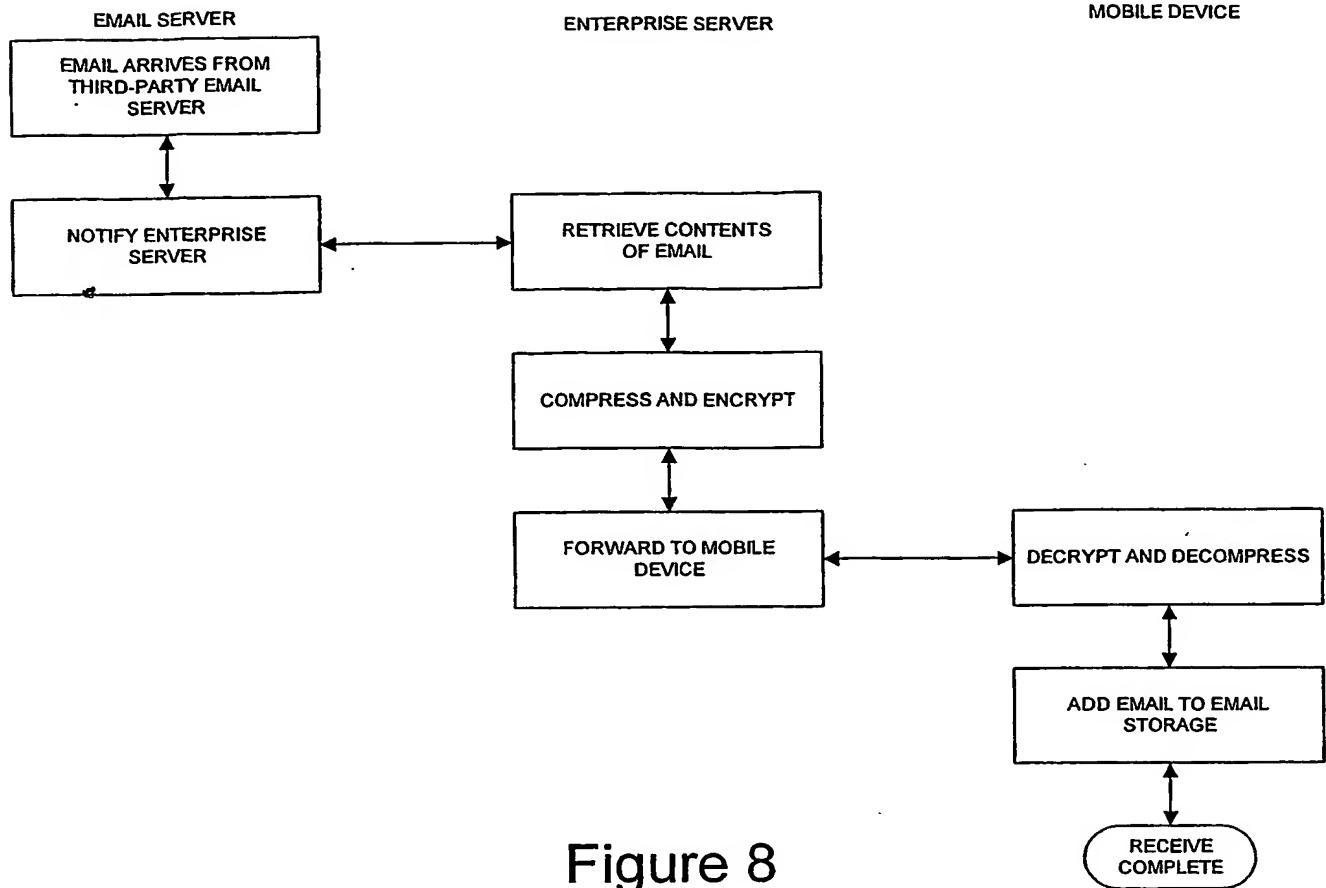 EMAIL SERVER
ENTERPRISE SERVER
MOBILE DEVICE
EMAIL ARRIVES FROM
THIRD-PARTY EMAIL
SERVER
NOTIFY ENTERPRISE
SERVER
RETRIEVE CONTENTS
OF EMAIL
COMPRESS AND ENCRYPT
FORWARD TO MOBILE
DEVICE
DECRYPT AND DECOMPRESS
ADD EMAIL TO EMAIL
STORAGE
RECEIVE
COMPLETE
Figure 8